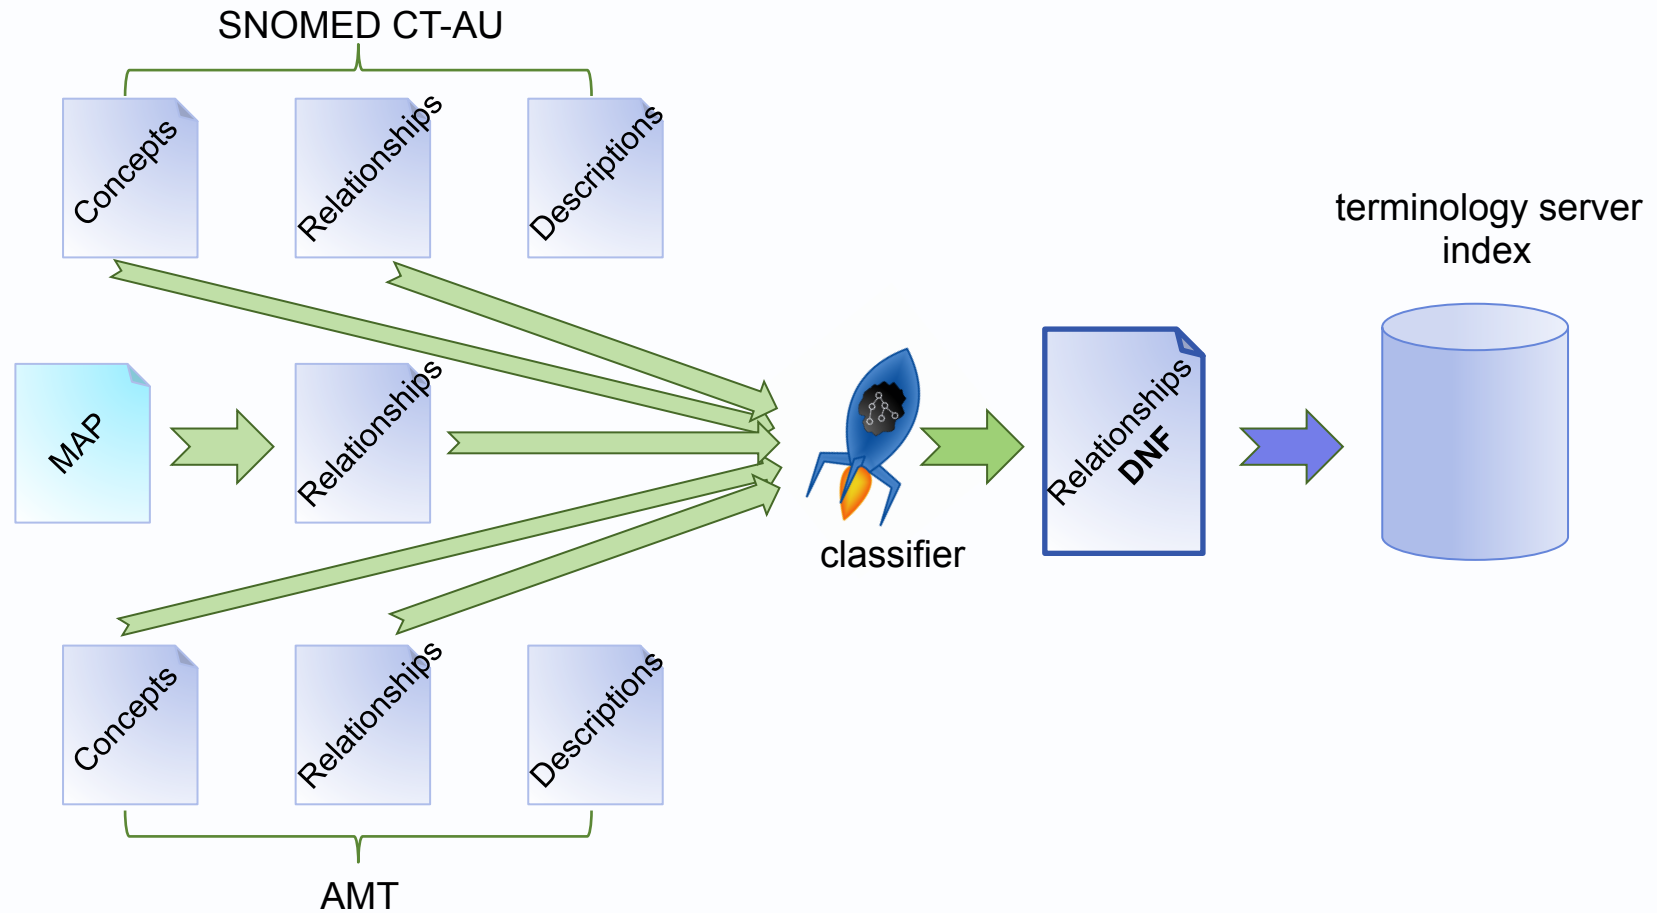 SNOMED CT-AU
Concepts
Relationships
Descriptions
terminology server
index
MAP
Relationships
classifier
Relationships
DNF
Concepts
Relationships
Descriptions
AMT